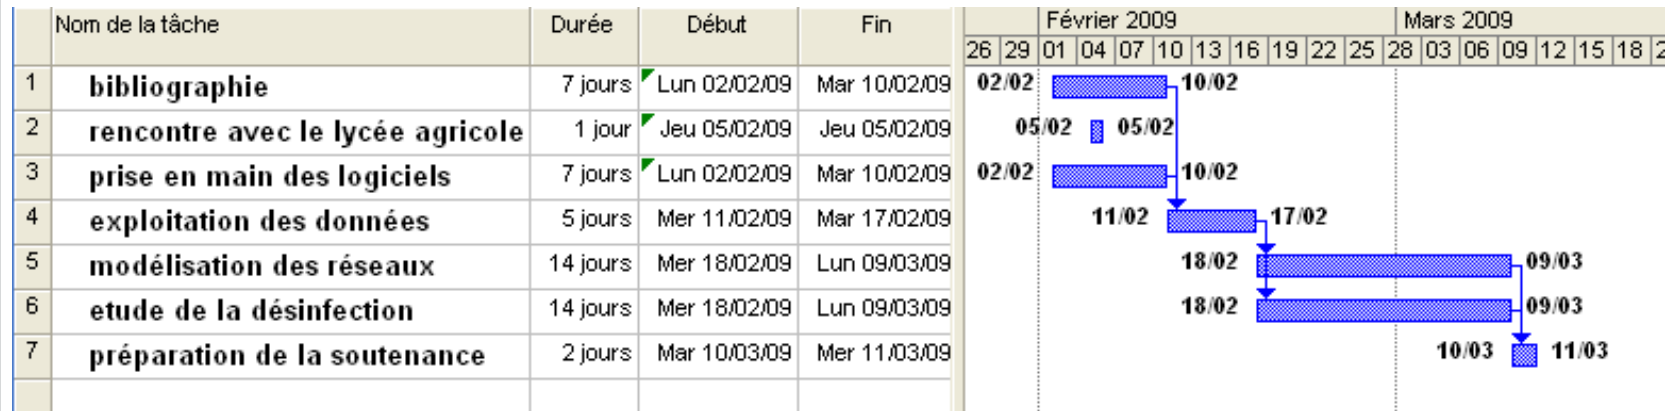 Nom de la tâche Durée Début Fin Février 2009 Mars 2009
26 29 01 04 07 10 13 16 19 22 25 28 03 06 09 12 15 18 2
1 bibliographie 7 jours Lun 02/02/09 Mar 10/02/09 02/02 10/02
2 rencontre avec le lycée agricole 1 jour Jeu 05/02/09 Jeu 05/02/09 05/02 05/02
3 prise en main des logiciels 7 jours Lun 02/02/09 Mar 10/02/09 02/02 10/02
4 exploitation des données 5 jours Mer 11/02/09 Mar 17/02/09 11/02 17/02
5 modélisation des réseaux 14 jours Mer 18/02/09 Lun 09/03/09 18/02 09/03
6 etude de la désinfection 14 jours Mer 18/02/09 Lun 09/03/09 18/02 09/03
7 préparation de la soutenance 2 jours Mar 10/03/09 Mer 11/03/09 10/03 11/03